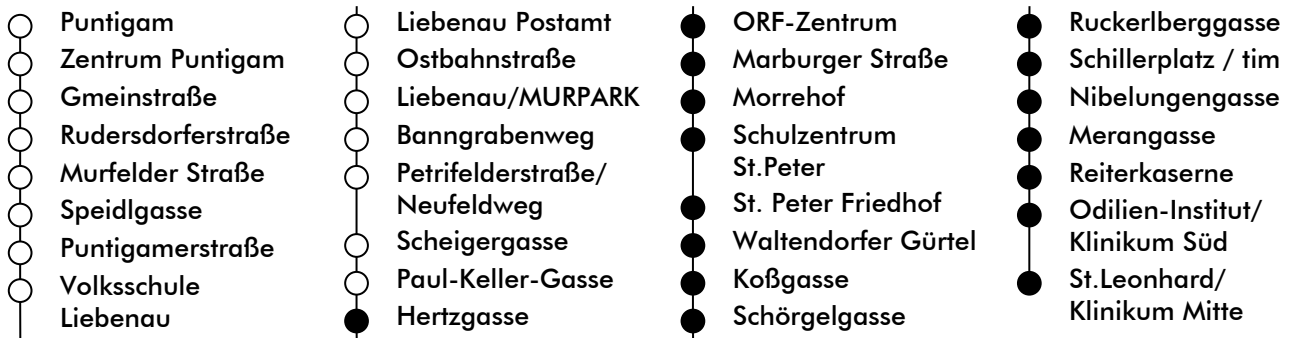 Puntigam
Zentrum Puntigam
Gmeinstraße
Rudersdorferstraße
Murfelder Straße
Speidlgasse
Puntigamerstraße
Volksschule
Liebenau
Liebenau Postamt
Ostbahnstraße
Liebenau/MURPARK
Banngrabenweg
Petrifelderstraße/
Neufeldweg
Scheigergasse
Paul-Keller-Gasse
Hertzgasse
ORF-Zentrum
Marburger Straße
Morrehof
Schulzentrum
St.Peter
St. Peter Friedhof
Waltendorfer Gürtel
Koßgasse
Schörgelgasse
Ruckerlberggasse
Schillerplatz / tim
Nibelungengasse
Merangasse
Reiterkaserne
Odilien-Institut/
Klinikum Süd
St.Leonhard/
Klinikum Mitte